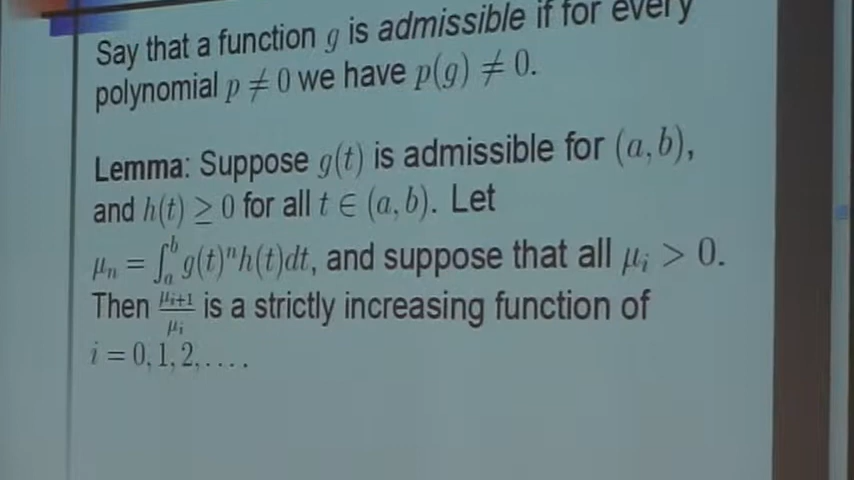 Say that a function g is admissible if for every
polynomial p ≠ 0 we have p(g) ≠ 0.
Lemma: Suppose g(t) is admissible for (a, b),
and h(t) ≥ 0 for all t ∈ (a, b). Let
μ_n = ∫_a^b g(t)^n h(t)dt, and suppose that all μ_i > 0.
Then μ_{i+1}/μ_i is a strictly increasing function of
i = 0, 1, 2, . . . .